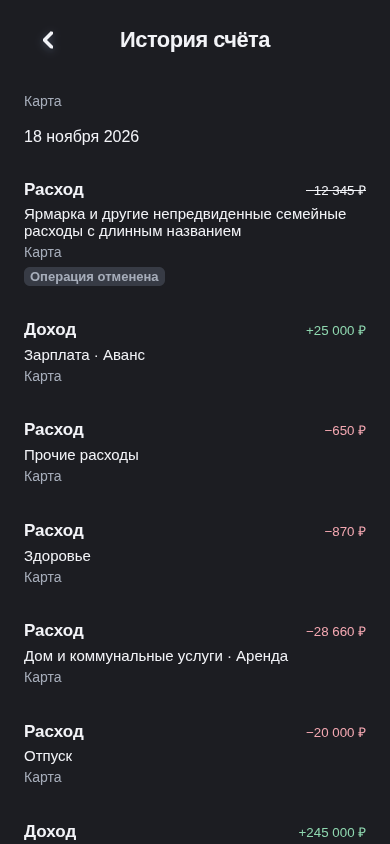 История счёта
Карта
18 ноября 2026
Расход
−12 345 ₽
Ярмарка и другие непредвиденные семейные
расходы с длинным названием
Карта
Операция отменена
Доход
+25 000 ₽
Зарплата · Аванс
Карта
Расход
−650 ₽
Прочие расходы
Карта
Расход
−870 ₽
Здоровье
Карта
Расход
−28 660 ₽
Дом и коммунальные услуги · Аренда
Карта
Расход
−20 000 ₽
Отпуск
Карта
Доход
+245 000 ₽